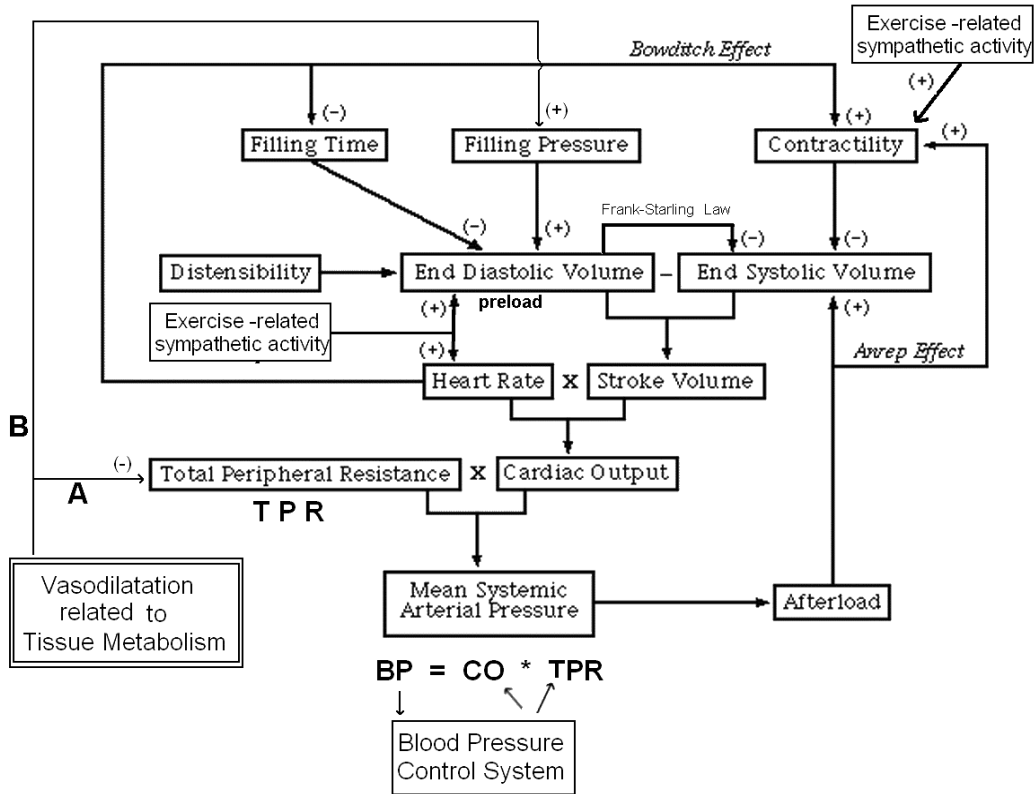 Exercise -related
sympathetic activity
Bowditch Effect
(+)
(-)
(+)
(+)
(+)
Filling Time
Filling Pressure
Contractility
Frank-Starling Law
(-)
(+)
(-)
(-)
Distensibility
End Diastolic Volume
–
End Systolic Volume
preload
(+)
(+)
Exercise -related
sympathetic activity
(+)
Anrep Effect
Heart Rate
x
Stroke Volume
B
(-)
Total Peripheral Resistance
x
Cardiac Output
A
T P R
Vasodilatation
related to
Tissue Metabolism
Mean Systemic
Arterial Pressure
Afterload
BP = CO * TPR
Blood Pressure
Control System